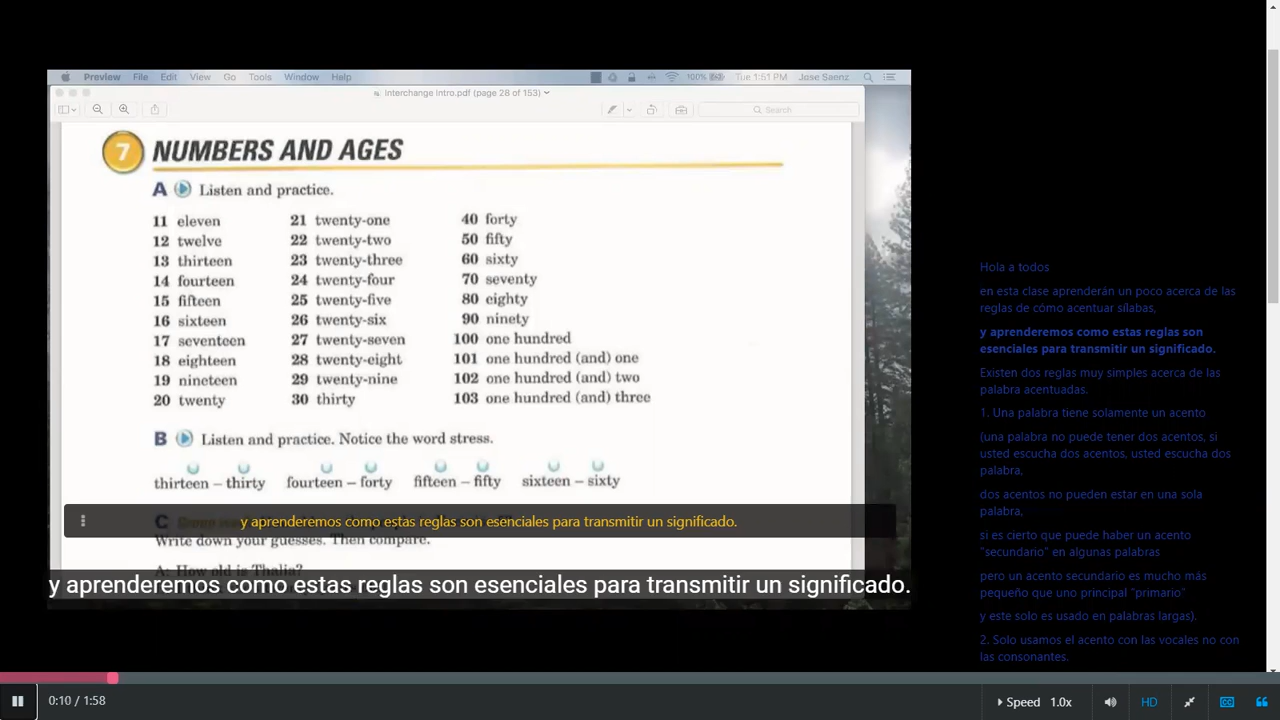 Preview File Edit View Go Tools Window Help 100% Tue 1:51 PM Jose Saenz
Interchange Intro.pdf (page 28 of 153)
Search
7 NUMBERS AND AGES
A Listen and practice.
11 eleven 21 twenty-one 40 forty
12 twelve 22 twenty-two 50 fifty
13 thirteen 23 twenty-three 60 sixty
14 fourteen 24 twenty-four 70 seventy
15 fifteen 25 twenty-five 80 eighty
16 sixteen 26 twenty-six 90 ninety
17 seventeen 27 twenty-seven 100 one hundred
18 eighteen 28 twenty-eight 101 one hundred (and) one
19 nineteen 29 twenty-nine 102 one hundred (and) two
20 twenty 30 thirty 103 one hundred (and) three
B Listen and practice. Notice the word stress.
thirteen – thirty fourteen – forty fifteen – fifty sixteen – sixty
C
y aprenderemos como estas reglas son esenciales para transmitir un significado.
Write down your guesses. Then compare.
A: How old is Thalia?
y aprenderemos como estas reglas son esenciales para transmitir un significado.
Hola a todos
en esta clase aprenderán un poco acerca de las
reglas de cómo acentuar sílabas,
y aprenderemos como estas reglas son
esenciales para transmitir un significado.
Existen dos reglas muy simples acerca de las
palabra acentuadas.
1. Una palabra tiene solamente un acento
(una palabra no puede tener dos acentos, si
usted escucha dos acentos, usted escucha dos
palabra,
dos acentos no pueden estar en una sola
palabra,
si es cierto que puede haber un acento
"secundario" en algunas palabras
pero un acento secundario es mucho más
pequeño que uno principal "primario"
y este solo es usado en palabras largas).
2. Solo usamos el acento con las vocales no con
las consonantes.
0:10 / 1:58
Speed 1.0x HD CC